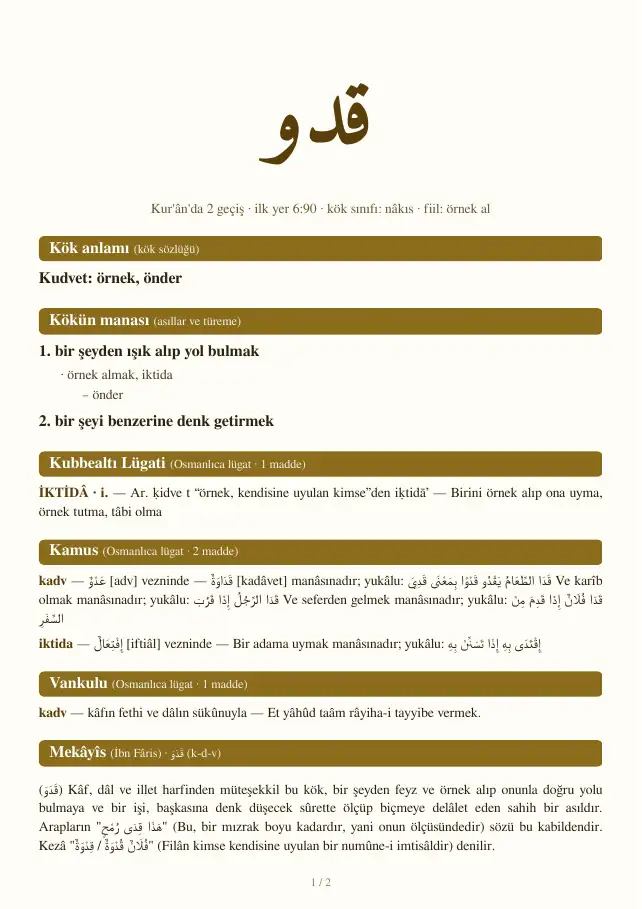 قدو
Kur'ân'da 2 geçiş · ilk yer 6:90 · kök sınıfı: nâkıs · fiil: örnek al
Kök anlamı (kök sözlüğü)
Kudvet: örnek, önder
Kökün manası (asıllar ve türeme)
1. bir şeyden ışık alıp yol bulmak
· örnek almak, iktida
– önder
2. bir şeyi benzerine denk getirmek
Kubbealtı Lügati (Osmanlıca lügat · 1 madde)
İKTİDÂ · i. — Ar. ḳidve t “örnek, kendisine uyulan kimse”den iḳtidā’ — Birini örnek alıp ona uyma,
örnek tutma, tâbi olma
Kamus (Osmanlıca lügat · 2 madde)
kadv — عَدْوٌ [adv] vezninde — قَدَاوَةٌ [kadâvet] manâsınadır; yukâlu: قَدَا الطَّعَامُ يَقْدُو قَدْوًا بِمَعْنَى قَدِيَ Ve karîb
olmak manâsınadır; yukâlu: قَدَا الرَّجُلُ إِذَا قَرُبَ Ve seferden gelmek manâsınadır; yukâlu: قَدَا فُلَانٌ إِذَا قَدِمَ مِنَ
السَّفَرِ
iktida — إِفْتِعَالٌ [iftiâl] vezninde — Bir adama uymak manâsınadır; yukâlu: إِقْتَدَى بِهِ إِذَا تَسَنَّنَ بِهِ
Vankulu (Osmanlıca lügat · 1 madde)
kadv — kâfın fethi ve dâlın sükûnuyla — Et yâhûd taâm râyiha-i tayyibe vermek.
Mekâyîs (İbn Fâris) · قَدَوَ (k-d-v)
(قَدَوَ) Kâf, dâl ve illet harfinden müteşekkil bu kök, bir şeyden feyz ve örnek alıp onunla doğru yolu
bulmaya ve bir işi, başkasına denk düşecek sûrette ölçüp biçmeye delâlet eden sahih bir asıldır.
Arapların "هَذَا قِدَى رُمْحٍ" (Bu, bir mızrak boyu kadardır, yani onun ölçüsündedir) sözü bu kabildendir.
Kezâ "فُلَانٌ قُدْوَةٌ / قِدْوَةٌ" (Filân kimse kendisine uyulan bir numûne-i imtisâldir) denilir.
1 / 2